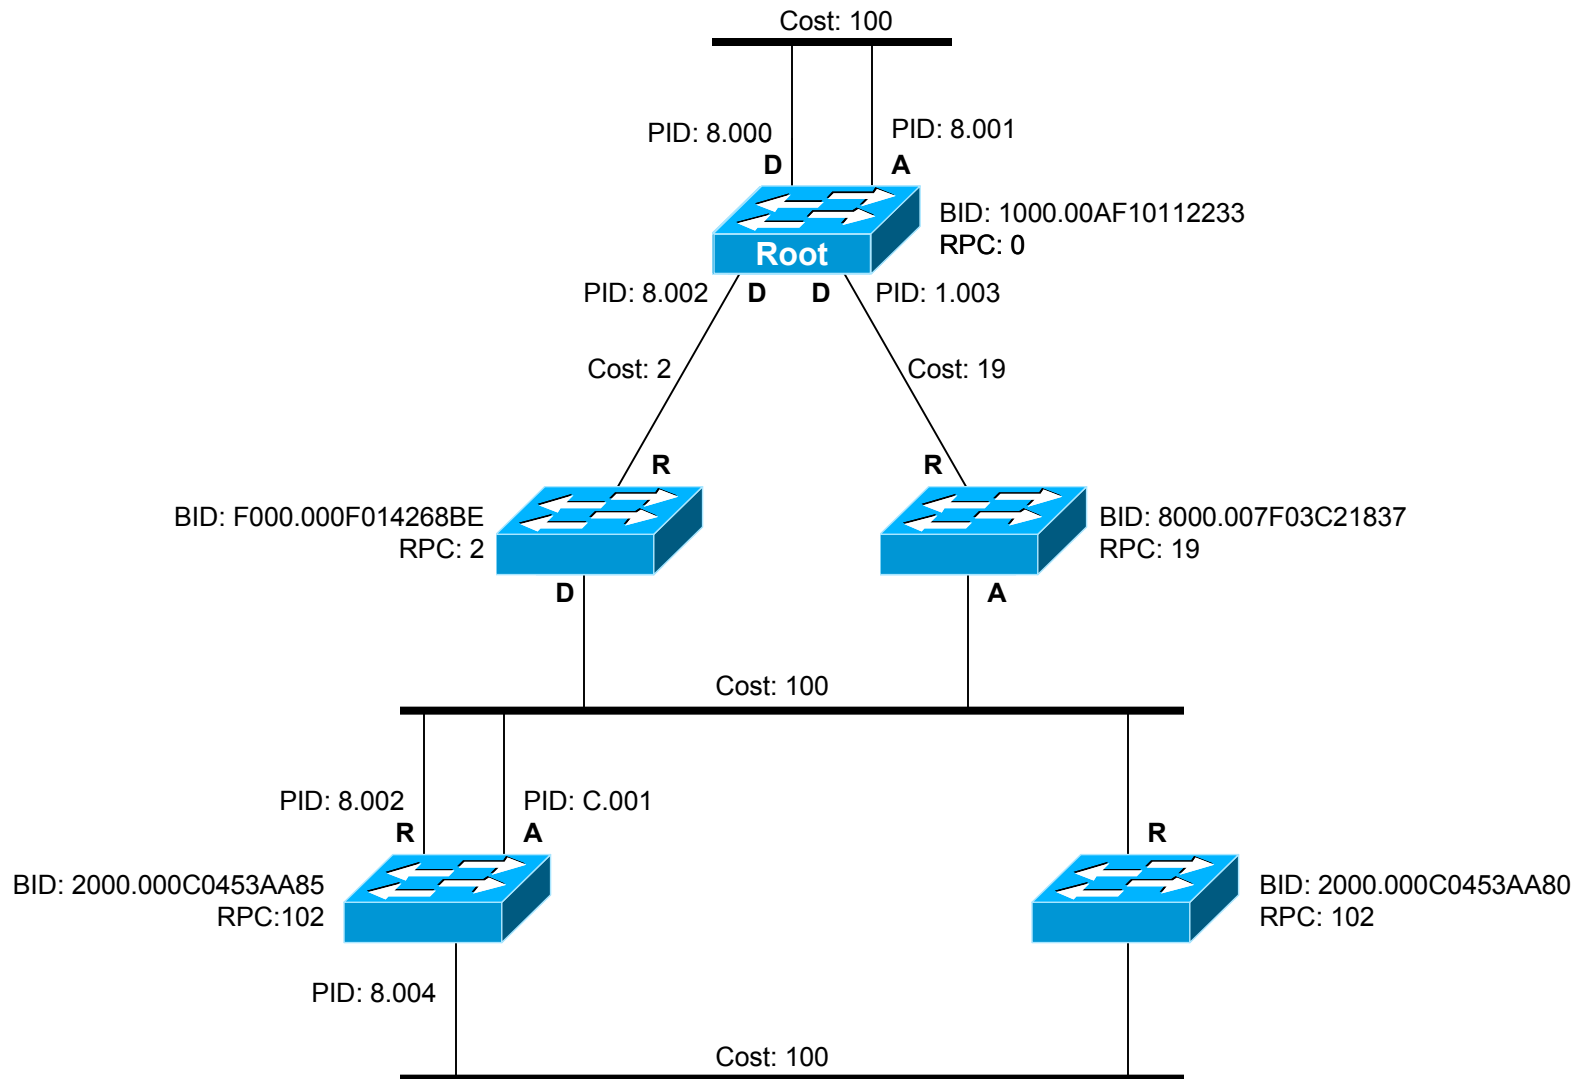 Cost: 100
PID: 8.000
PID: 8.001
D
A
BID: 1000.00AF10112233
RPC: 0
Root
PID: 8.002
D
D
PID: 1.003
Cost: 2
Cost: 19
R
R
BID: F000.000F014268BE
RPC: 2
BID: 8000.007F03C21837
RPC: 19
D
A
Cost: 100
PID: 8.002
PID: C.001
R
A
R
BID: 2000.000C0453AA85
RPC:102
BID: 2000.000C0453AA80
RPC: 102
PID: 8.004
Cost: 100